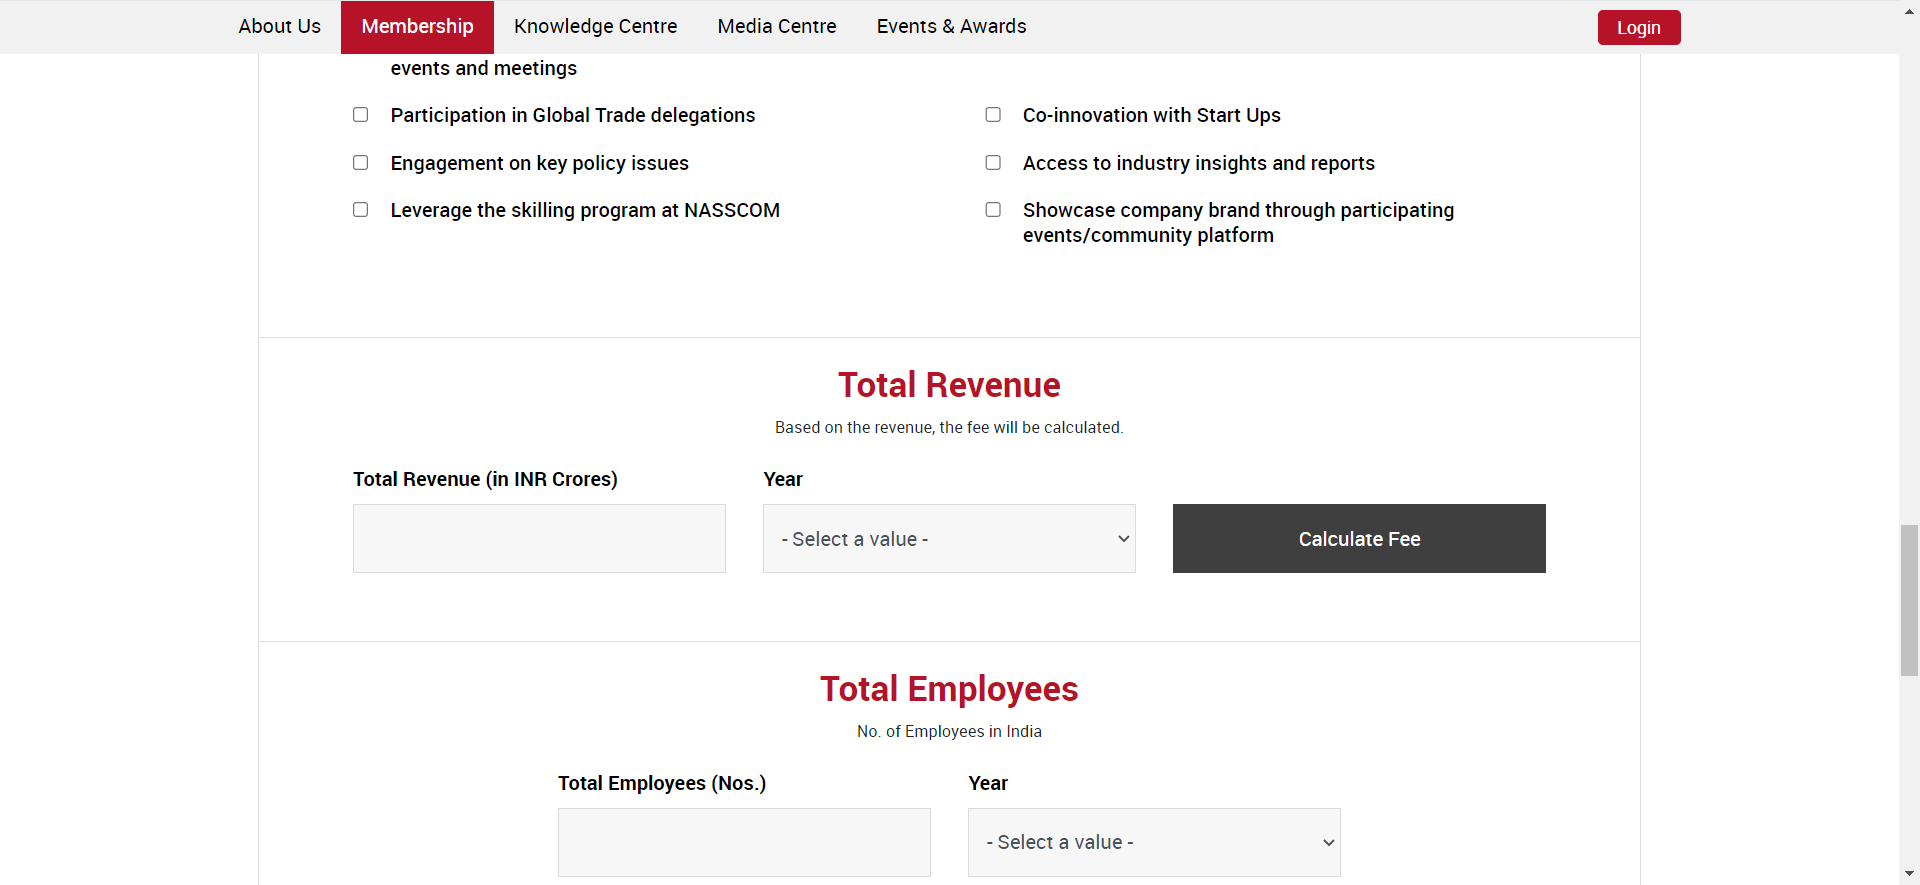 About Us
Membership
Knowledge Centre
Media Centre
Events & Awards
Login
events and meetings
Participation in Global Trade delegations
Co-innovation with Start Ups
Engagement on key policy issues
Access to industry insights and reports
Leverage the skilling program at NASSCOM
Showcase company brand through participating
events/community platform
Total Revenue
Based on the revenue, the fee will be calculated.
Total Revenue (in INR Crores)
Year
- Select a value -
Calculate Fee
Total Employees
No. of Employees in India
Total Employees (Nos.)
Year
- Select a value -